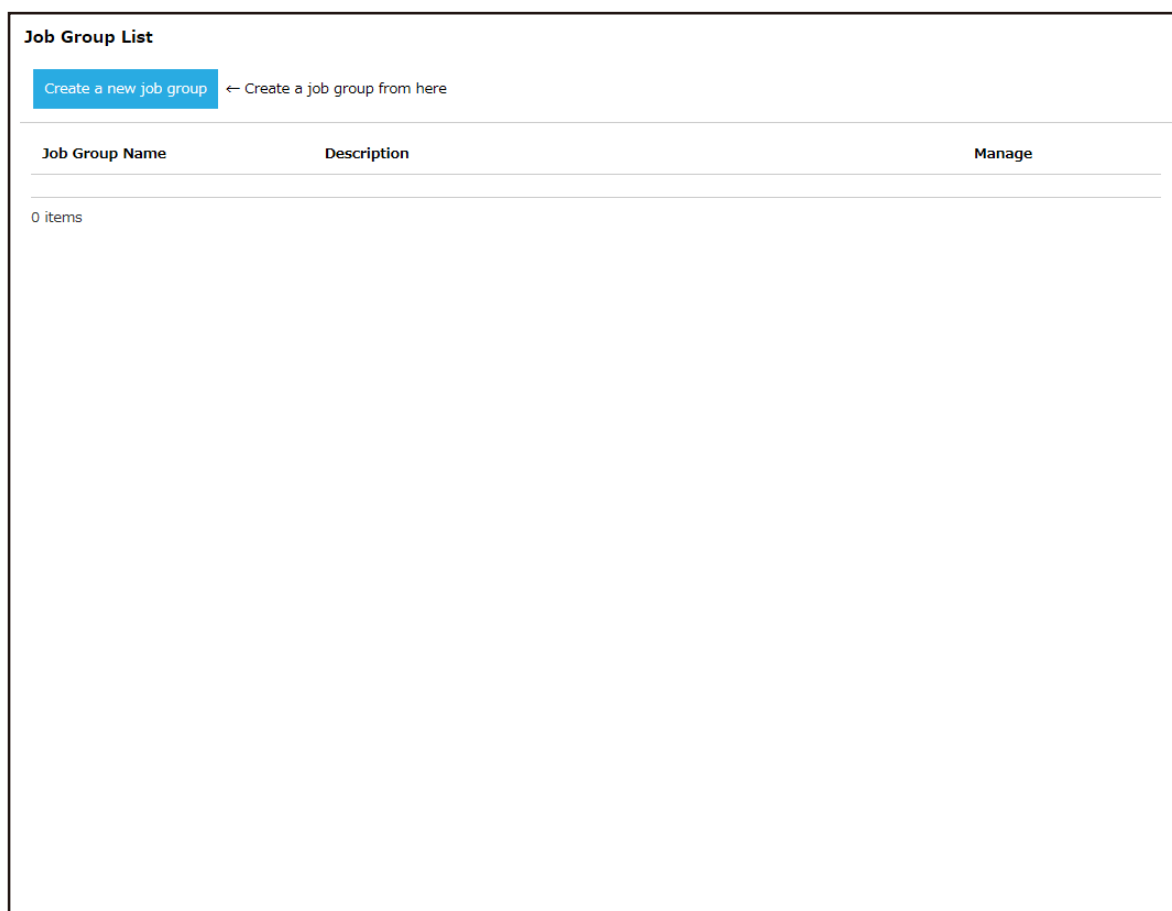 Job Group List
Create a new job group ← Create a job group from here
Job Group Name Description Manage
0 items